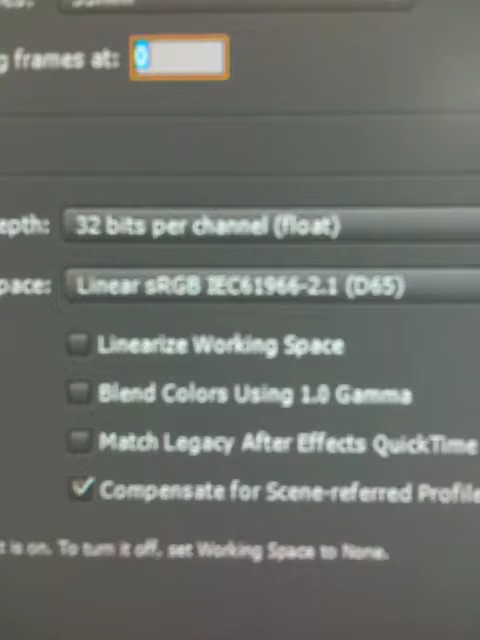 g frames at: 0
epth: 32 bits per channel (float)
pace: Linear sRGB IEC61966-2.1 (D65)
Linearize Working Space
Blend Colors Using 1.0 Gamma
Match Legacy After Effects QuickTime
Compensate for Scene-referred Profile
t is on. To turn it off, set Working Space to None.